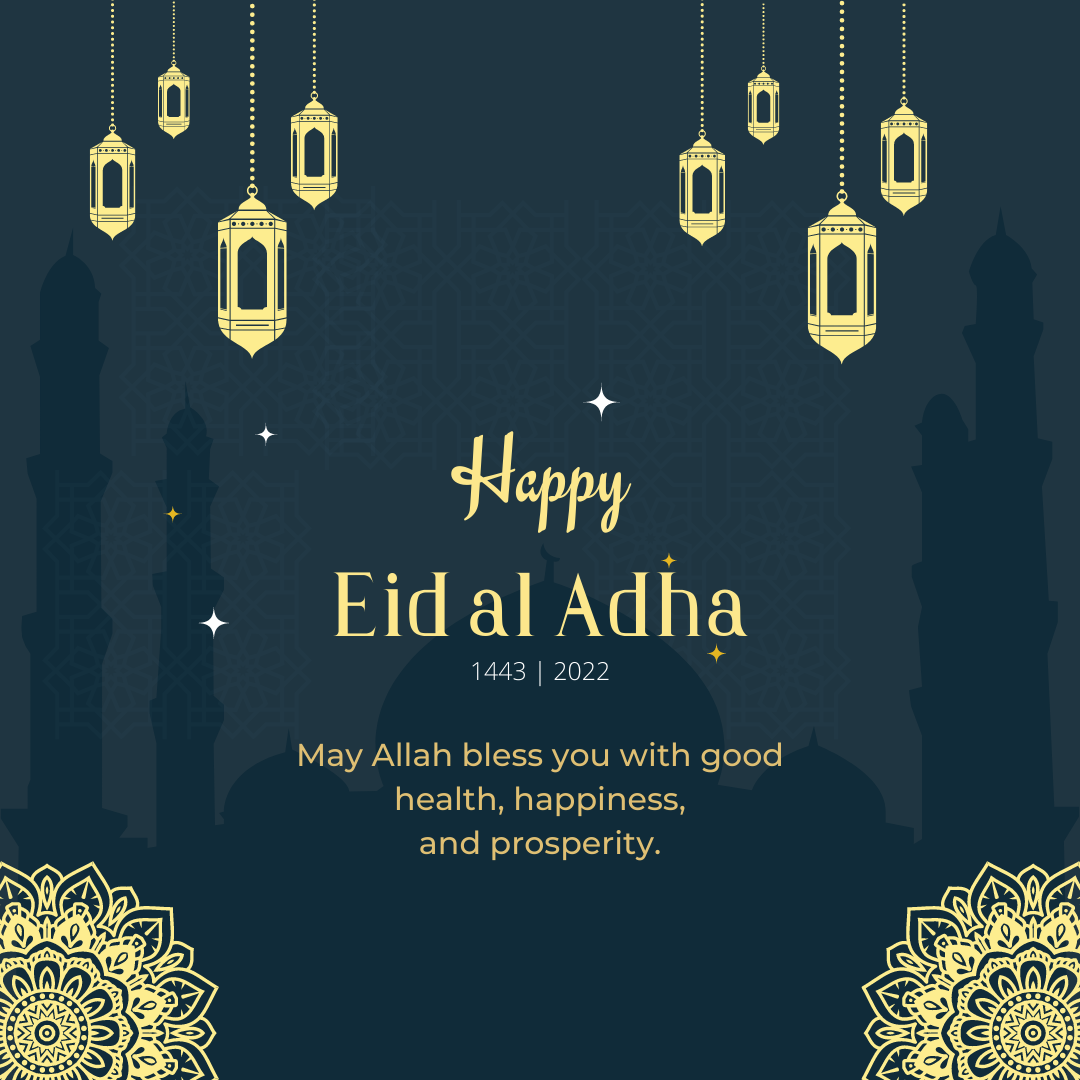 Happy
Eid al Adha
1443 | 2022
May Allah bless you with good
health, happiness,
and prosperity.